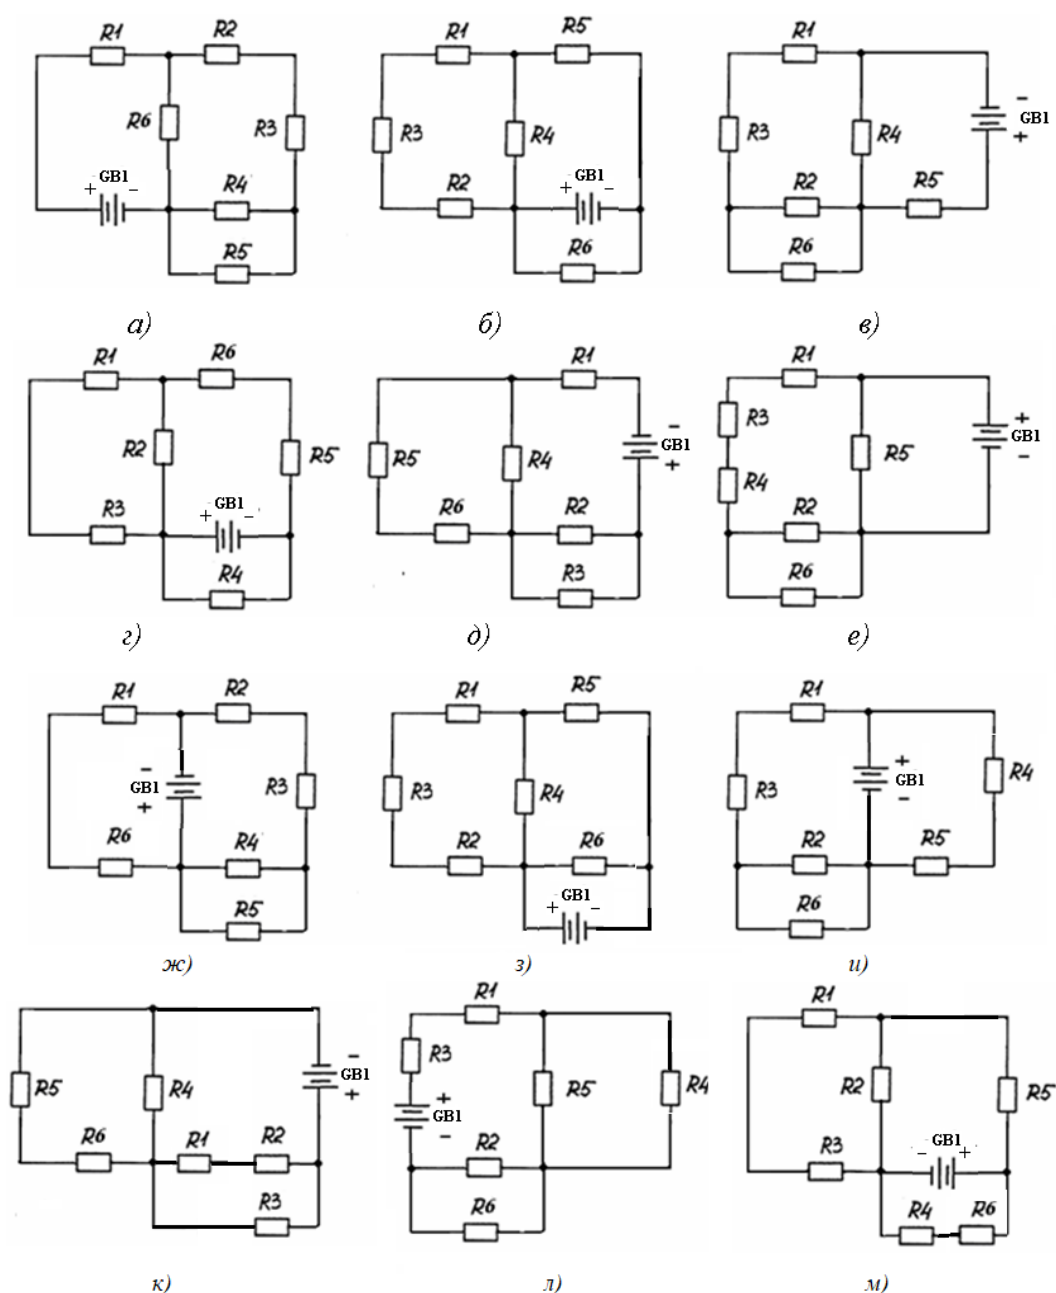 R1 R2
R6 R3
+ GB1 −
R4
R5
а)
R1 R5
R3 R4
+ GB1 −
R2
R6
б)
R1
−
GB1
+
R3 R4
R2 R5
R6
в)
R1 R6
R2 R5
+ GB1 −
R3
R4
г)
R1
−
GB1
+
R5 R4
R6 R2
R3
д)
R1
+
GB1
−
R3
R5
R4
R2
R6
е)
R1 R2
−
GB1
+
R3
R6 R4
R5
ж)
R1 R5
R3 R4
R2 R6
+ GB1 −
з)
R1
+
GB1
−
R4
R3
R2 R5
R6
и)
−
GB1
+
R5 R4
R6 R1 R2
R3
к)
R1
R3
+
GB1
−
R5 R4
R2
R6
л)
R1
R2 R5
− GB1 +
R3
R4 R6
м)